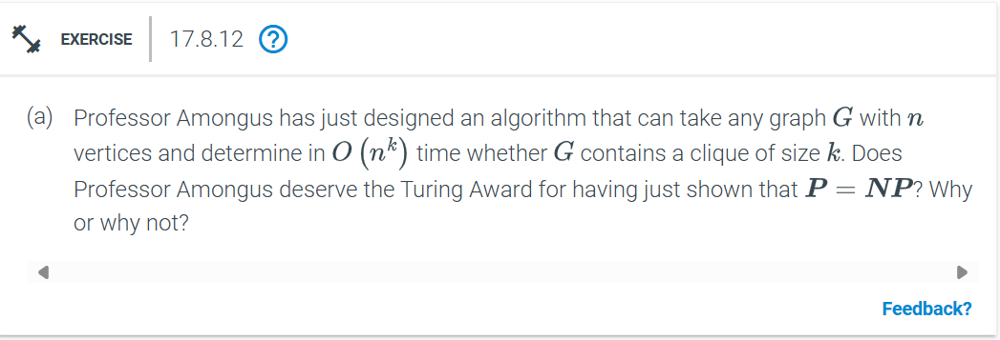 EXERCISE 17.8.12 ?
(a) Professor Amongus has just designed an algorithm that can take any graph G with n
vertices and determine in O (n^k) time whether G contains a clique of size k. Does
Professor Amongus deserve the Turing Award for having just shown that P = NP? Why
or why not?
Feedback?